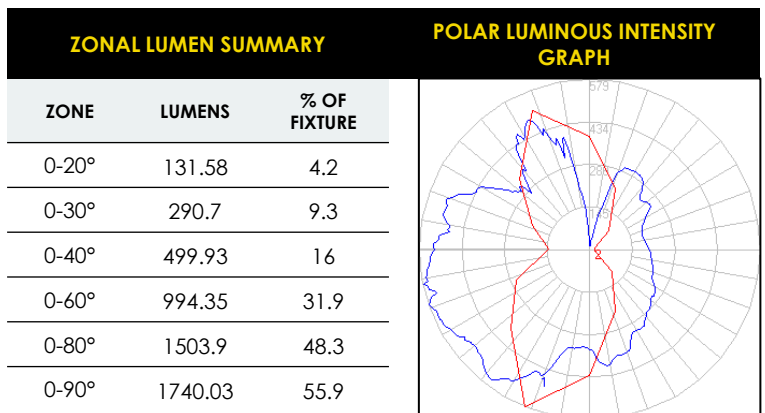 ZONAL LUMEN SUMMARY
POLAR LUMINOUS INTENSITY
GRAPH
ZONE LUMENS % OF
FIXTURE
0-20° 131.58 4.2
0-30° 290.7 9.3
0-40° 499.93 16
0-60° 994.35 31.9
0-80° 1503.9 48.3
0-90° 1740.03 55.9
579
434
1